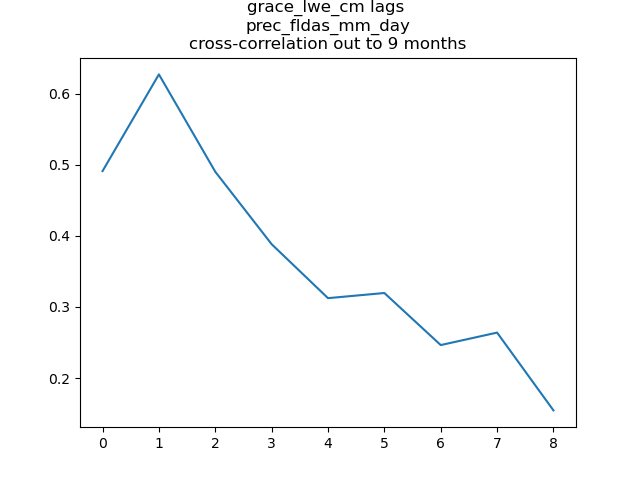 grace_lwe_cm lags
prec_fldas_mm_day
cross-correlation out to 9 months
0.6
0.5
0.4
0.3
0.2
0 1 2 3 4 5 6 7 8